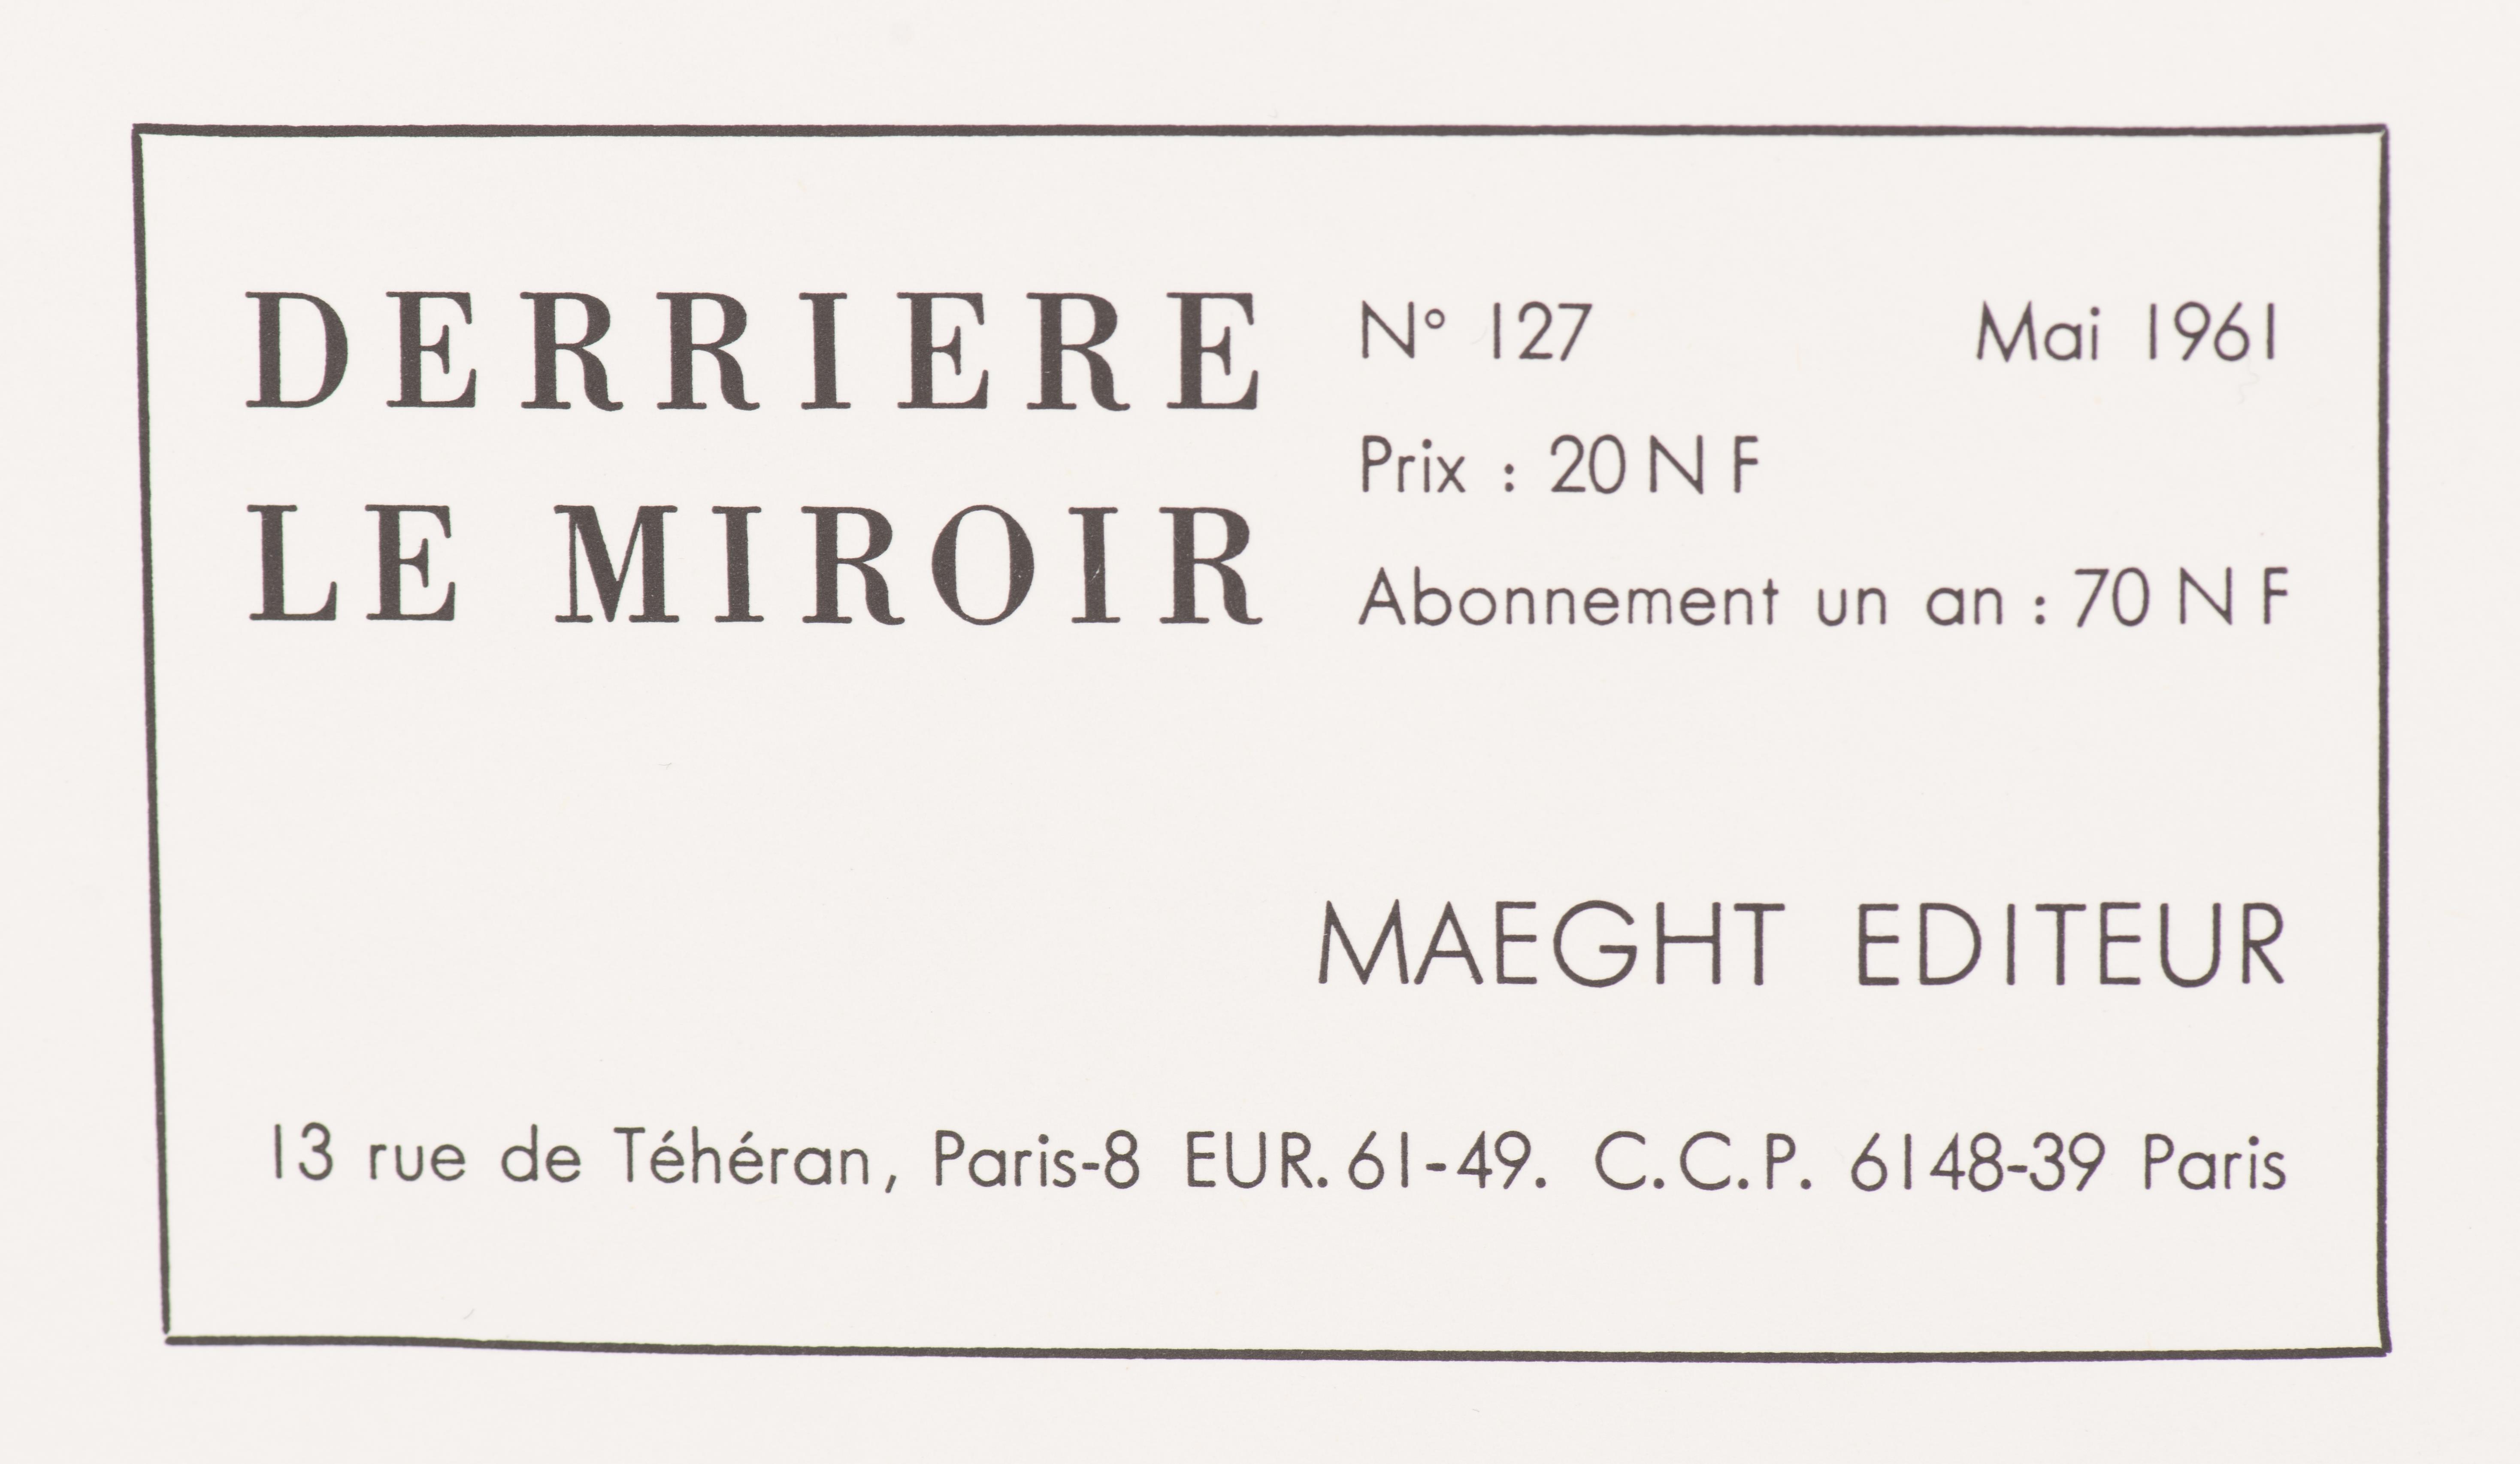 DERRIERE
LE MIROIR
N° 127 Mai 1961
Prix : 20 N F
Abonnement un an : 70 N F
MAEGHT EDITEUR
13 rue de Téhéran, Paris-8 EUR. 61-49. C.C.P. 6148-39 Paris